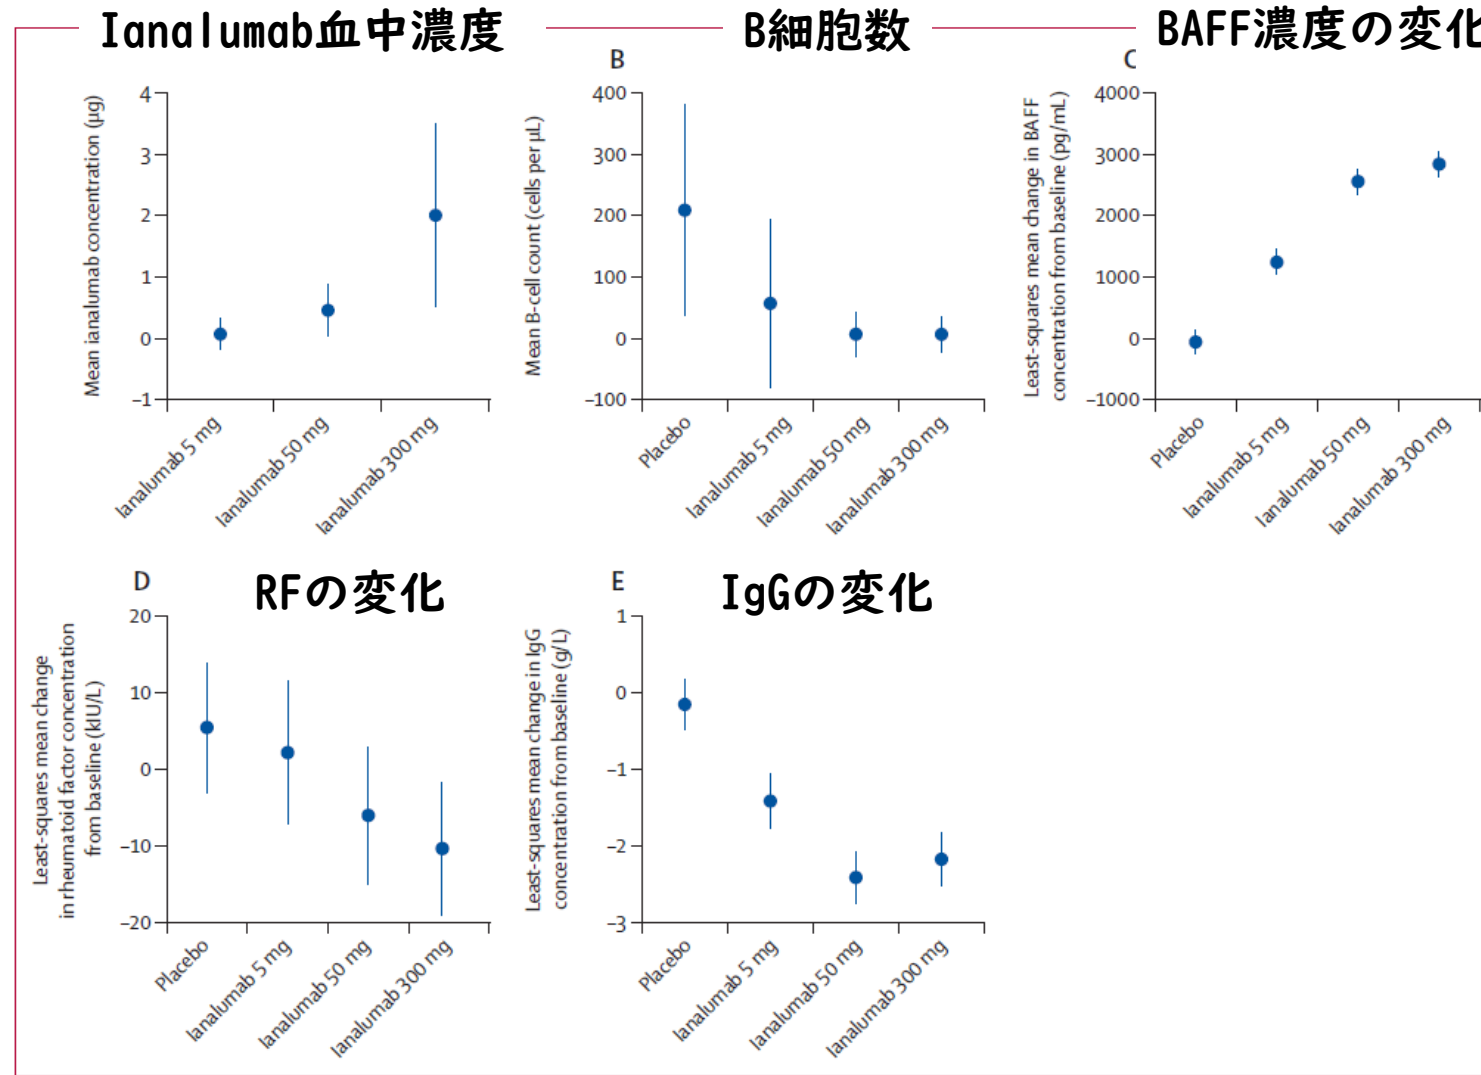 Ianalumab血中濃度
B細胞数
BAFF濃度の変化
B
C
Mean ianalumab concentration (µg)
4
3
2
1
0
−1
Ianalumab 5 mg
Ianalumab 50 mg
Ianalumab 300 mg
Mean B-cell count (cells per µL)
400
300
200
100
0
−100
Placebo
Ianalumab 5 mg
Ianalumab 50 mg
Ianalumab 300 mg
Least-squares mean change in BAFF
concentration from baseline (pg/mL)
4000
3000
2000
1000
0
−1000
Placebo
Ianalumab 5 mg
Ianalumab 50 mg
Ianalumab 300 mg
D
RFの変化
E
IgGの変化
Least-squares mean change
in rheumatoid factor concentration
from baseline (kIU/L)
20
10
0
−10
−20
Placebo
Ianalumab 5 mg
Ianalumab 50 mg
Ianalumab 300 mg
Least-squares mean change in IgG
concentration from baseline (g/L)
1
0
−1
−2
−3
Placebo
Ianalumab 5 mg
Ianalumab 50 mg
Ianalumab 300 mg